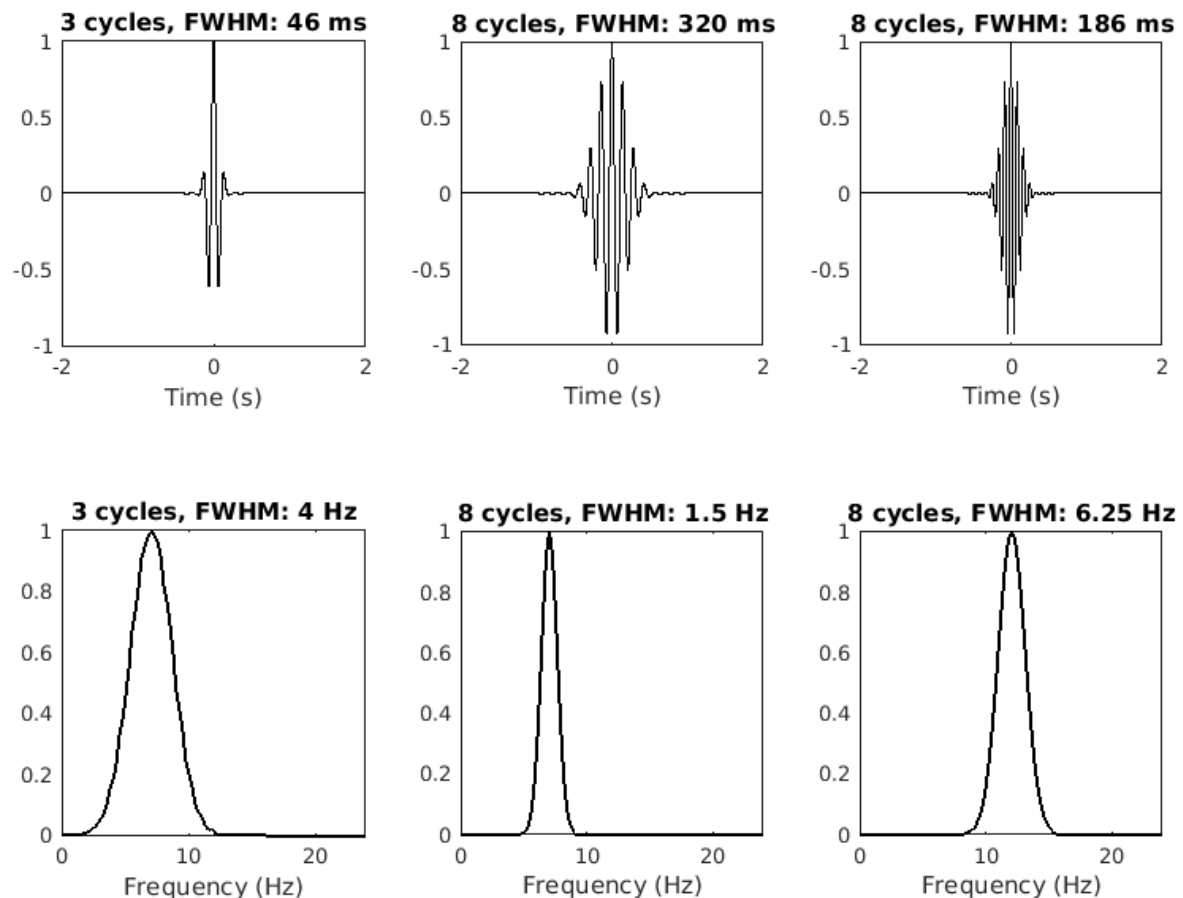 3 cycles, FWHM: 46 ms
1
0.5
0
-0.5
-1
-2 0 2
Time (s)
8 cycles, FWHM: 320 ms
1
0.5
0
-0.5
-1
-2 0 2
Time (s)
8 cycles, FWHM: 186 ms
1
0.5
0
-0.5
-1
-2 0 2
Time (s)
3 cycles, FWHM: 4 Hz
1
0.8
0.6
0.4
0.2
0
0 10 20
Frequency (Hz)
8 cycles, FWHM: 1.5 Hz
1
0.8
0.6
0.4
0.2
0
0 10 20
Frequency (Hz)
8 cycles, FWHM: 6.25 Hz
1
0.8
0.6
0.4
0.2
0
0 10 20
Frequency (Hz)